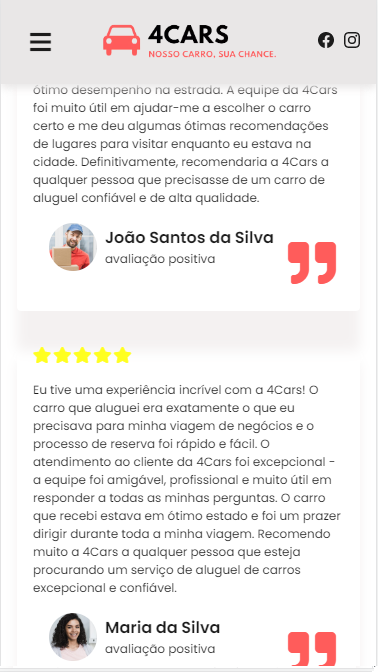 4CARS
NOSSO CARRO, SUA CHANCE.
ótimo desempenho na estrada. A equipe da 4Cars
foi muito útil em ajudar-me a escolher o carro
certo e me deu algumas ótimas recomendações
de lugares para visitar enquanto eu estava na
cidade. Definitivamente, recomendaria a 4Cars a
qualquer pessoa que precisasse de um carro de
aluguel confiável e de alta qualidade.
João Santos da Silva
avaliação positiva
Eu tive uma experiência incrível com a 4Cars! O
carro que aluguei era exatamente o que eu
precisava para minha viagem de negócios e o
processo de reserva foi rápido e fácil. O
atendimento ao cliente da 4Cars foi excepcional -
a equipe foi amigável, profissional e muito útil em
responder a todas as minhas perguntas. O carro
que recebi estava em ótimo estado e foi um prazer
dirigir durante toda a minha viagem. Recomendo
muito a 4Cars a qualquer pessoa que esteja
procurando um serviço de aluguel de carros
excepcional e confiável.
Maria da Silva
avaliação positiva